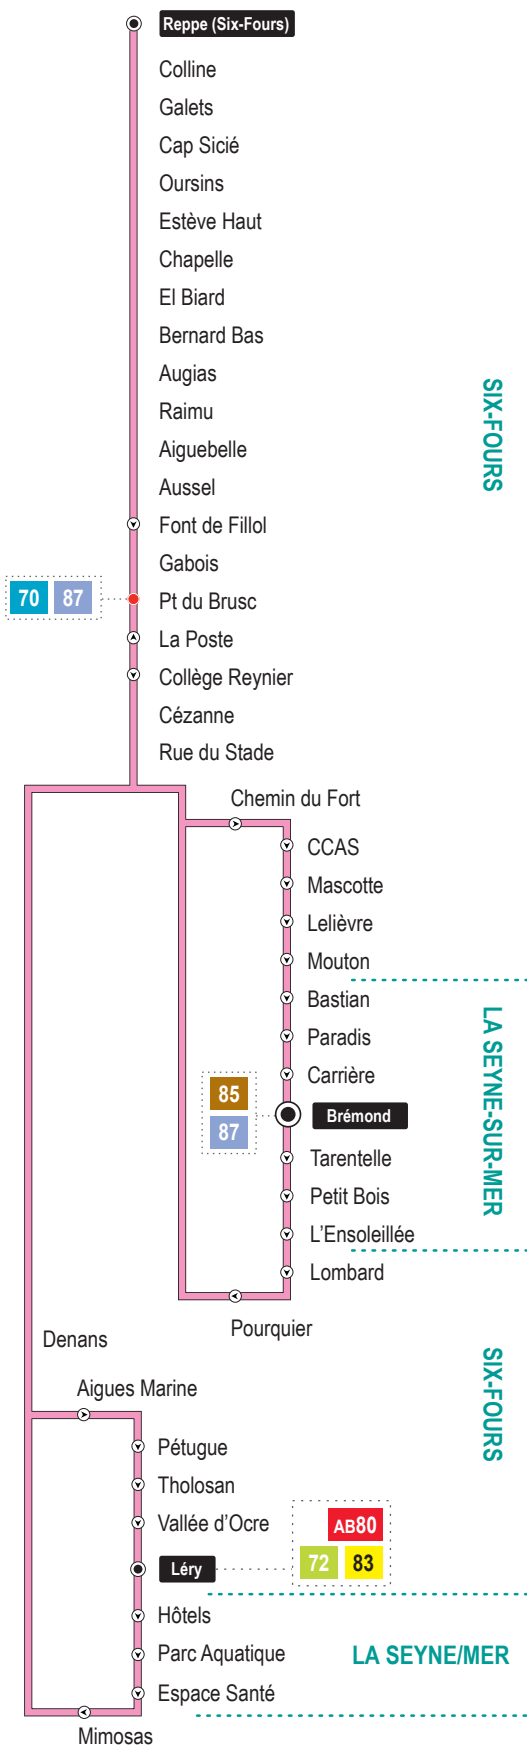 Reppe (Six-Fours)
Colline
Galets
Cap Sicié
Oursins
Estève Haut
Chapelle
El Biard
Bernard Bas
Augias
Raimu
Aiguebelle
Aussel
SIX-FOURS
Font de Fillol
Gabois
70 87
Pt du Brusc
La Poste
Collège Reynier
Cézanne
Rue du Stade
Chemin du Fort
CCAS
Mascotte
Lelièvre
Mouton
Bastian
Paradis
Carrière
LA SEYNE-SUR-MER
85
87
Brémond
Tarentelle
Petit Bois
L’Ensoleillée
Lombard
Pourquier
Denans
SIX-FOURS
Aigues Marine
Pétugue
Tholosan
Vallée d’Ocre
AB80
72 83
Léry
Hôtels
Parc Aquatique
LA SEYNE/MER
Espace Santé
Mimosas